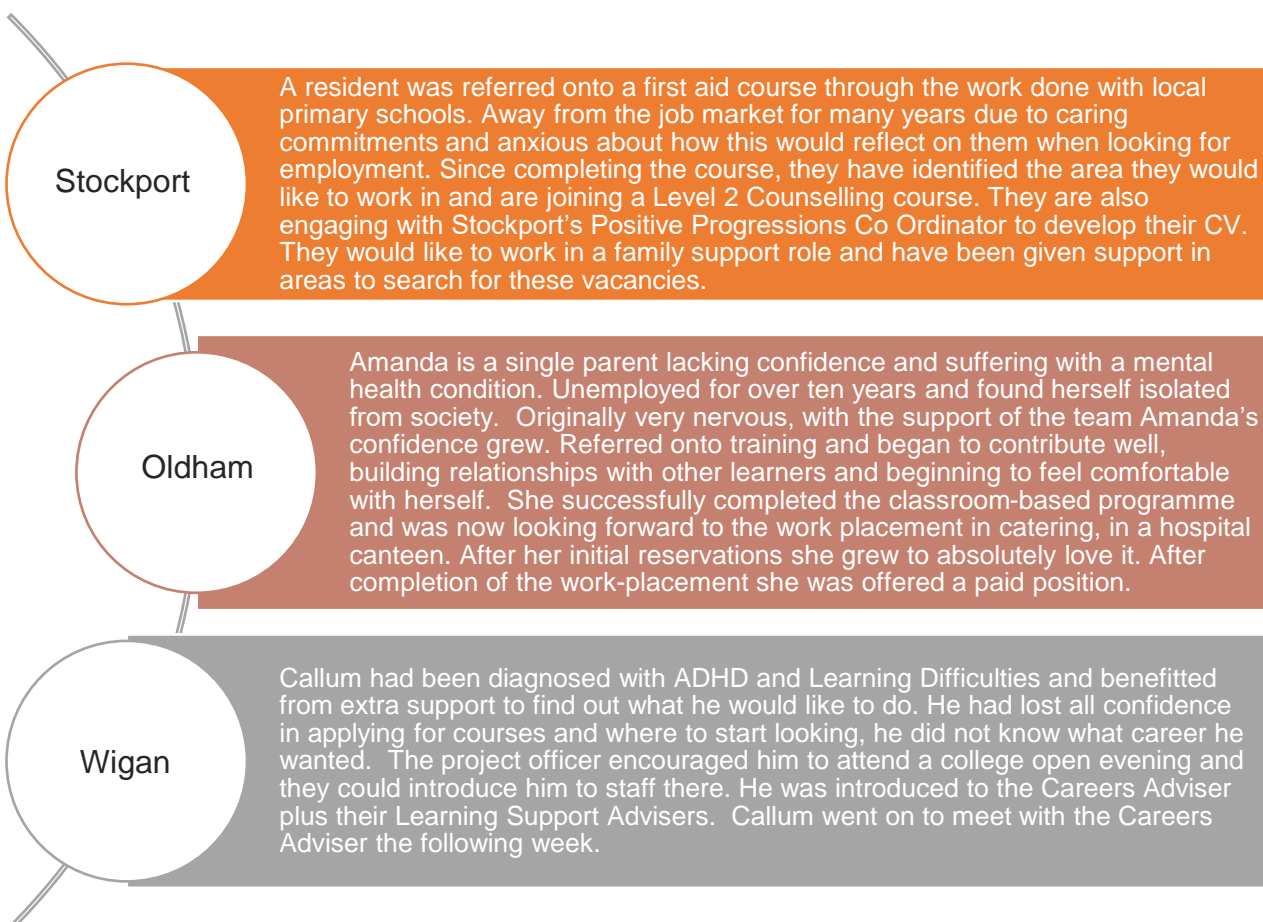 Stockport
A resident was referred onto a first aid course through the work done with local
primary schools. Away from the job market for many years due to caring
commitments and anxious about how this would reflect on them when looking for
employment. Since completing the course, they have identified the area they would
like to work in and are joining a Level 2 Counselling course. They are also
engaging with Stockport’s Positive Progressions Co Ordinator to develop their CV.
They would like to work in a family support role and have been given support in
areas to search for these vacancies.
Oldham
Amanda is a single parent lacking confidence and suffering with a mental
health condition. Unemployed for over ten years and found herself isolated
from society.  Originally very nervous, with the support of the team Amanda’s
confidence grew. Referred onto training and began to contribute well,
building relationships with other learners and beginning to feel comfortable
with herself.  She successfully completed the classroom-based programme
and was now looking forward to the work placement in catering, in a hospital
canteen. After her initial reservations she grew to absolutely love it. After
completion of the work-placement she was offered a paid position.
Wigan
Callum had been diagnosed with ADHD and Learning Difficulties and benefitted
from extra support to find out what he would like to do. He had lost all confidence
in applying for courses and where to start looking, he did not know what career he
wanted.  The project officer encouraged him to attend a college open evening and
they could introduce him to staff there. He was introduced to the Careers Adviser
plus their Learning Support Advisers.  Callum went on to meet with the Careers
Adviser the following week.